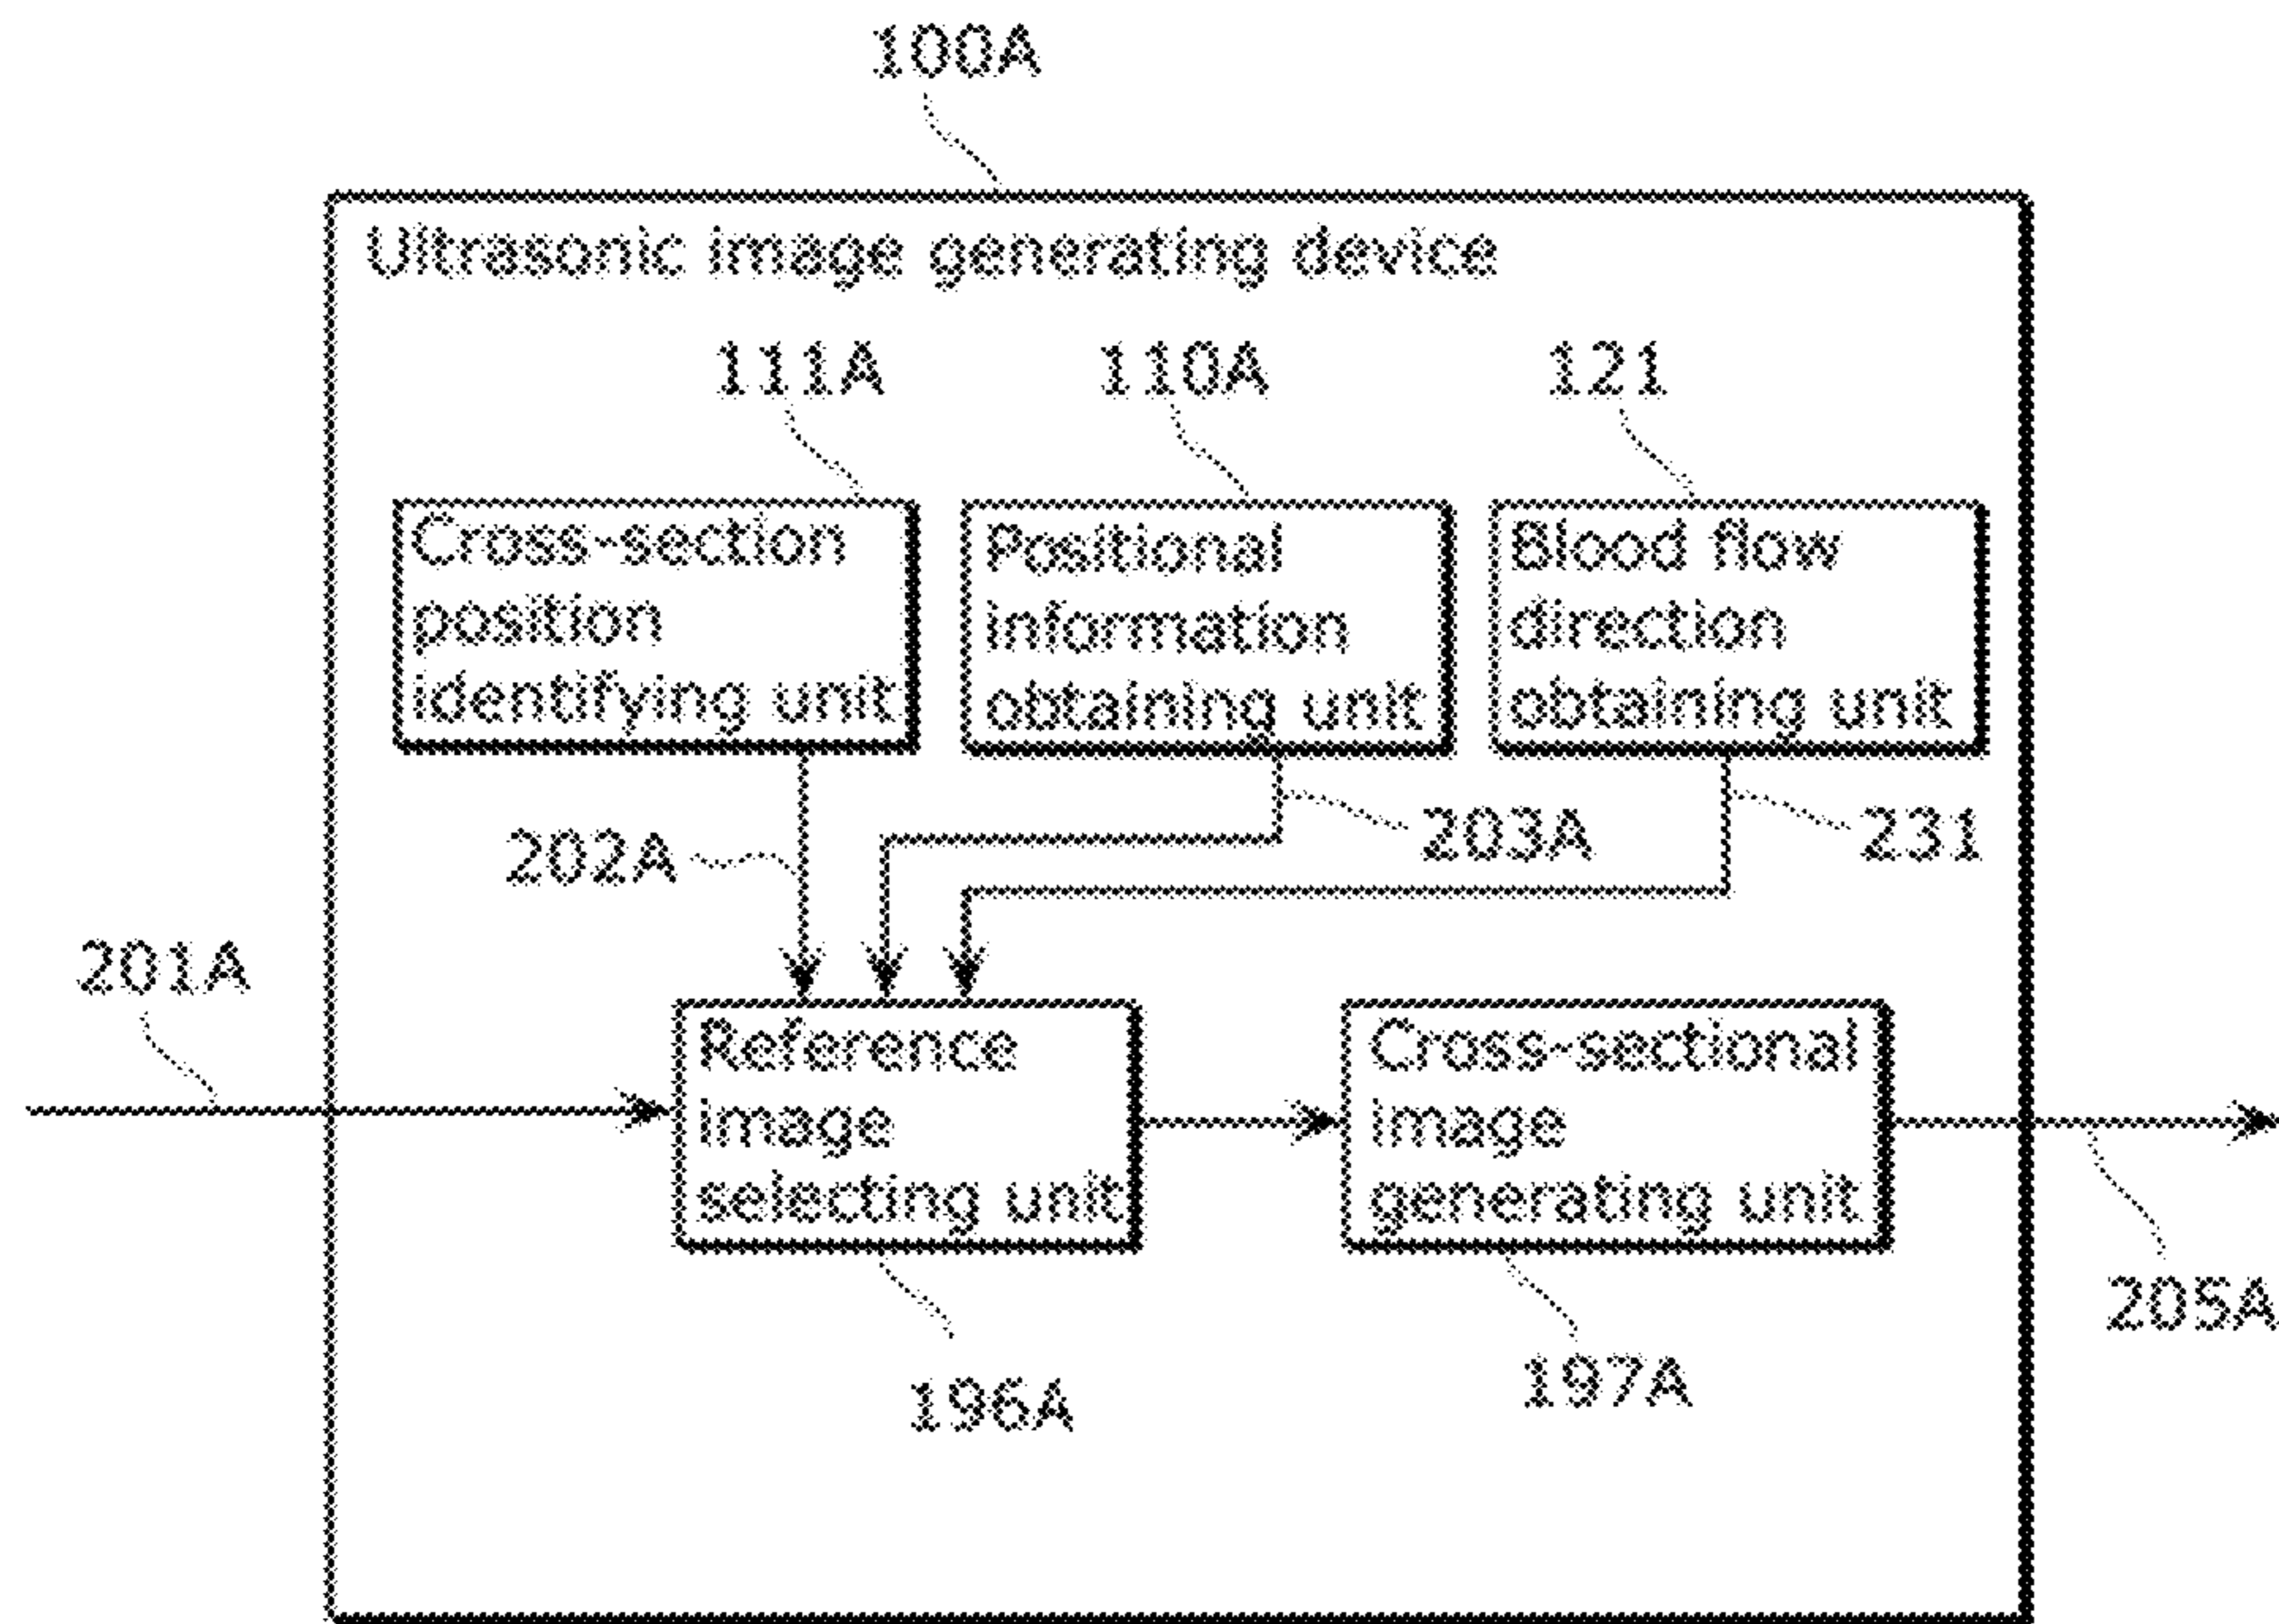 100A
Ultrasonic image generating device
111A
110A
121
Cross-section
position
identifying unit
Positional
information
obtaining unit
Blood flow
direction
obtaining unit
202A
203A
231
201A
Reference
image
selecting unit
Cross-sectional
image
generating unit
205A
196A
197A